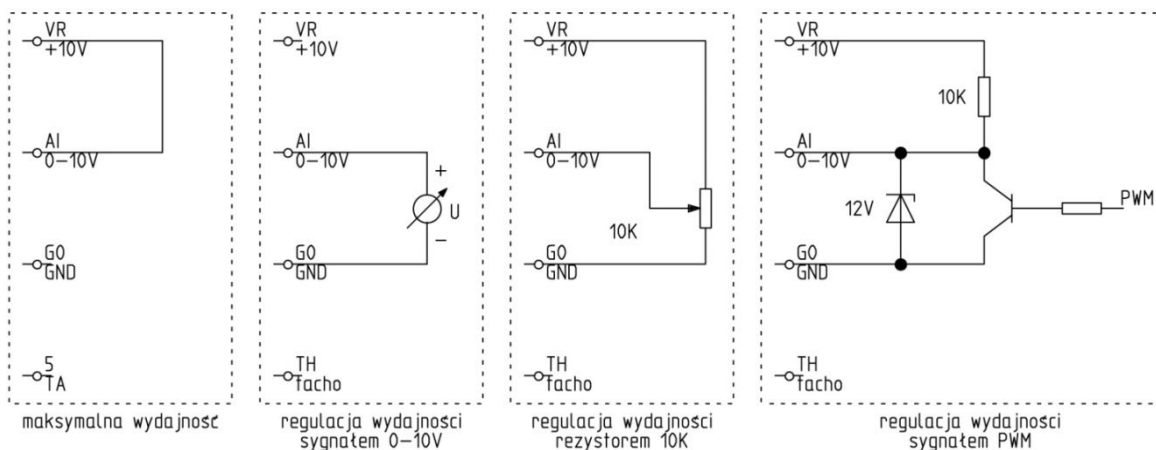 VR
+10V
AI
0-10V
G0
GND
5
TA
maksymalna wydajność
VR
+10V
AI
0-10V
+
U
-
G0
GND
TH
tacho
regulacja wydajności
sygnałem 0-10V
VR
+10V
AI
0-10V
10K
G0
GND
TH
tacho
regulacja wydajności
rezystorem 10K
VR
+10V
10K
AI
0-10V
12V
PWM
G0
GND
TH
tacho
regulacja wydajności
sygnałem PWM